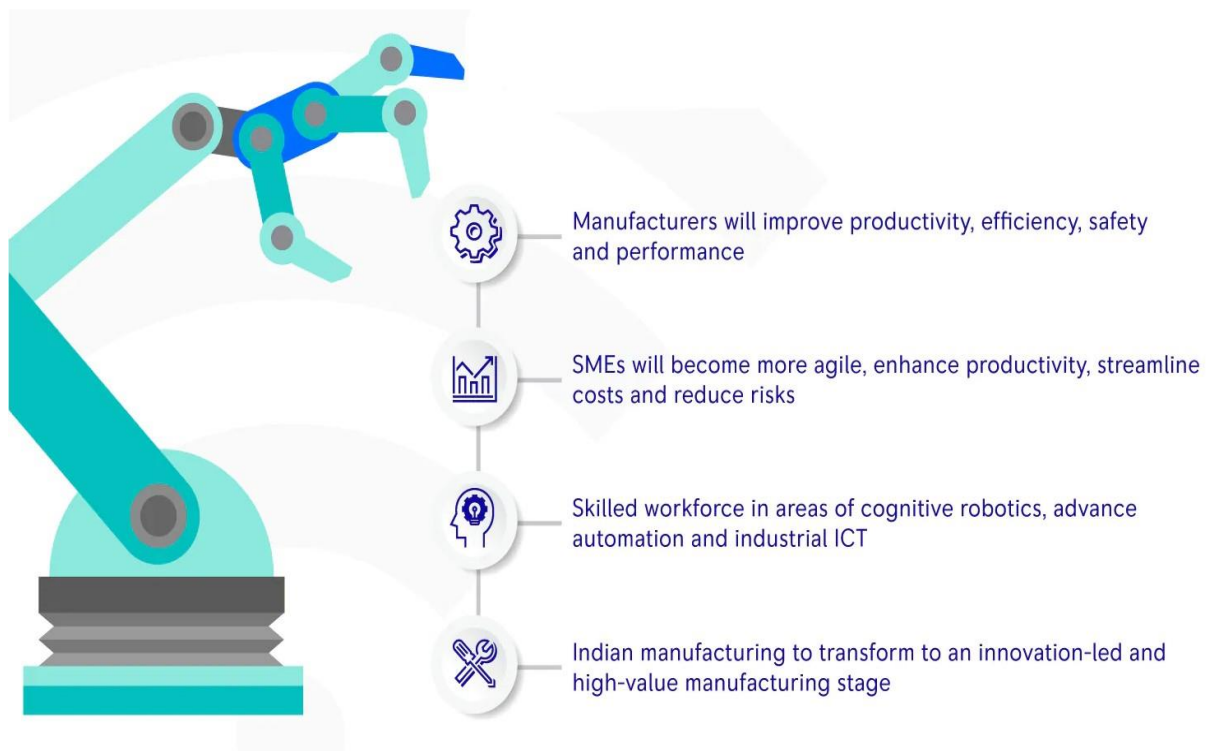 Manufacturers will improve productivity, efficiency, safety
and performance
SMEs will become more agile, enhance productivity, streamline
costs and reduce risks
Skilled workforce in areas of cognitive robotics, advance
automation and industrial ICT
Indian manufacturing to transform to an innovation-led and
high-value manufacturing stage